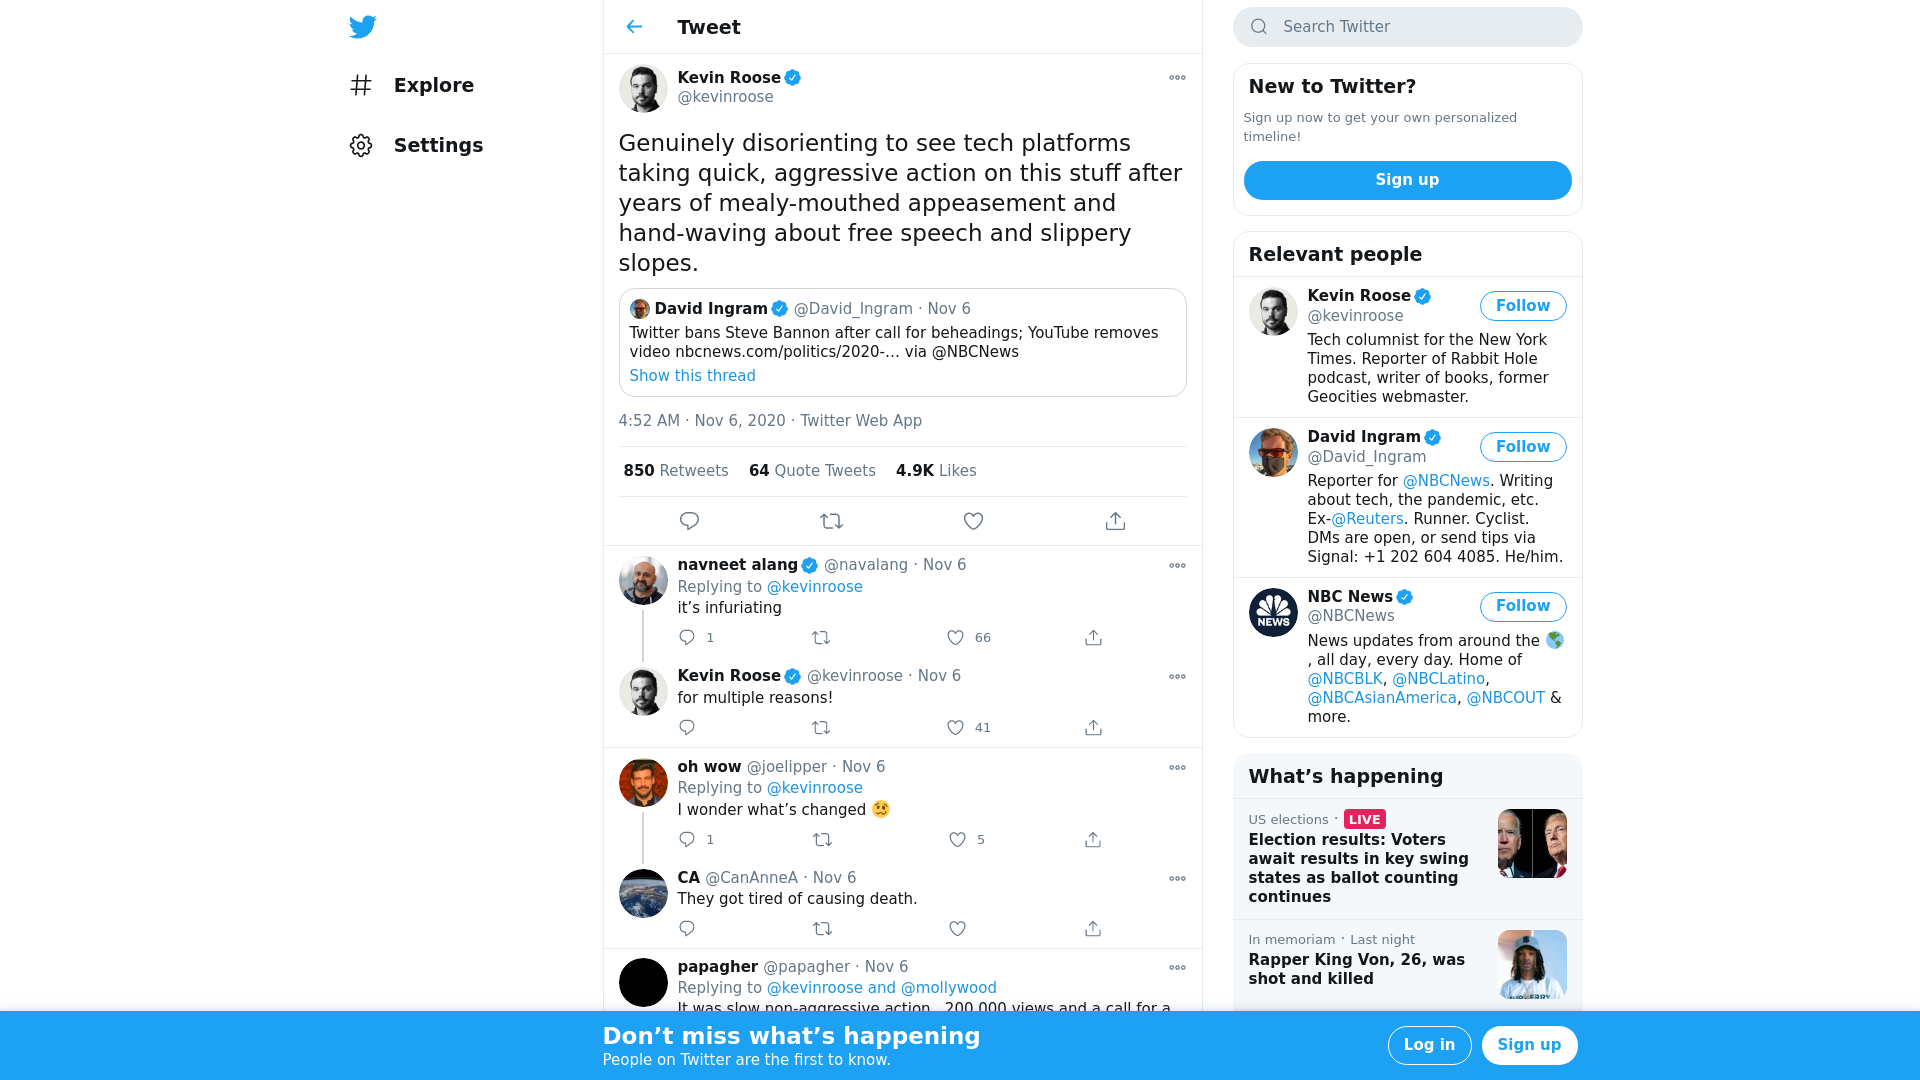 Explore
Settings
Tweet
Kevin Roose
@kevinroose
Genuinely disorienting to see tech platforms
taking quick, aggressive action on this stuff after
years of mealy-mouthed appeasement and
hand-waving about free speech and slippery
slopes.
David Ingram @David_Ingram · Nov 6
Twitter bans Steve Bannon after call for beheadings; YouTube removes
video nbcnews.com/politics/2020-… via @NBCNews
Show this thread
4:52 AM · Nov 6, 2020 · Twitter Web App
850 Retweets 64 Quote Tweets 4.9K Likes
navneet alang @navalang · Nov 6
Replying to @kevinroose
it’s infuriating
1 66
Kevin Roose @kevinroose · Nov 6
for multiple reasons!
41
oh wow @joelipper · Nov 6
Replying to @kevinroose
I wonder what’s changed 🥴
1 5
CA @CanAnneA · Nov 6
They got tired of causing death.
papagher @papagher · Nov 6
Replying to @kevinroose and @mollywood
It was slow non-aggressive action. 200,000 views and a call for a
Search Twitter
New to Twitter?
Sign up now to get your own personalized
timeline!
Sign up
Relevant people
Kevin Roose
@kevinroose
Follow
Tech columnist for the New York
Times. Reporter of Rabbit Hole
podcast, writer of books, former
Geocities webmaster.
David Ingram
@David_Ingram
Follow
Reporter for @NBCNews. Writing
about tech, the pandemic, etc.
Ex-@Reuters. Runner. Cyclist.
DMs are open, or send tips via
Signal: +1 202 604 4085. He/him.
NEWS
NBC News
@NBCNews
Follow
News updates from around the 🌎
, all day, every day. Home of
@NBCBLK, @NBCLatino,
@NBCAsianAmerica, @NBCOUT &
more.
What’s happening
US elections · LIVE
Election results: Voters
await results in key swing
states as ballot counting
continues
In memoriam · Last night
Rapper King Von, 26, was
shot and killed
Don’t miss what’s happening
People on Twitter are the first to know.
Log in
Sign up